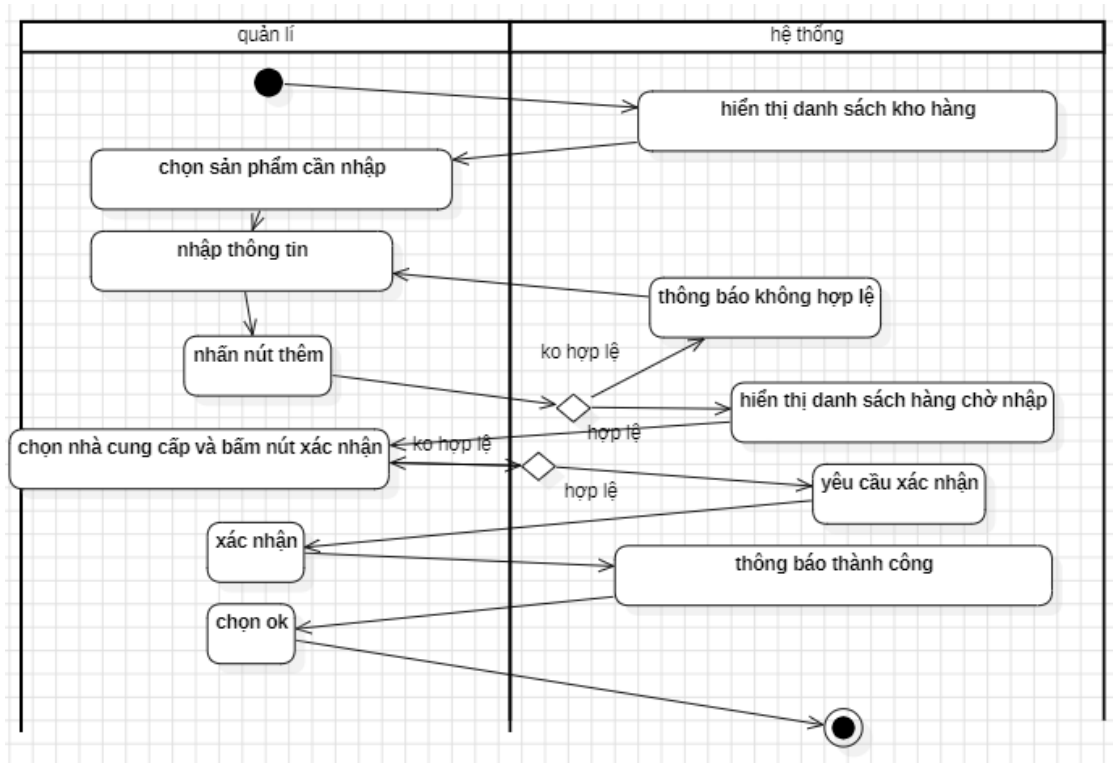 quản lí
hệ thống
hiển thị danh sách kho hàng
chọn sản phẩm cần nhập
nhập thông tin
thông báo không hợp lệ
nhấn nút thêm
ko hợp lệ
hiển thị danh sách hàng chờ nhập
hợp lệ
chọn nhà cung cấp và bấm nút xác nhận
ko hợp lệ
hợp lệ
yêu cầu xác nhận
xác nhận
thông báo thành công
chọn ok